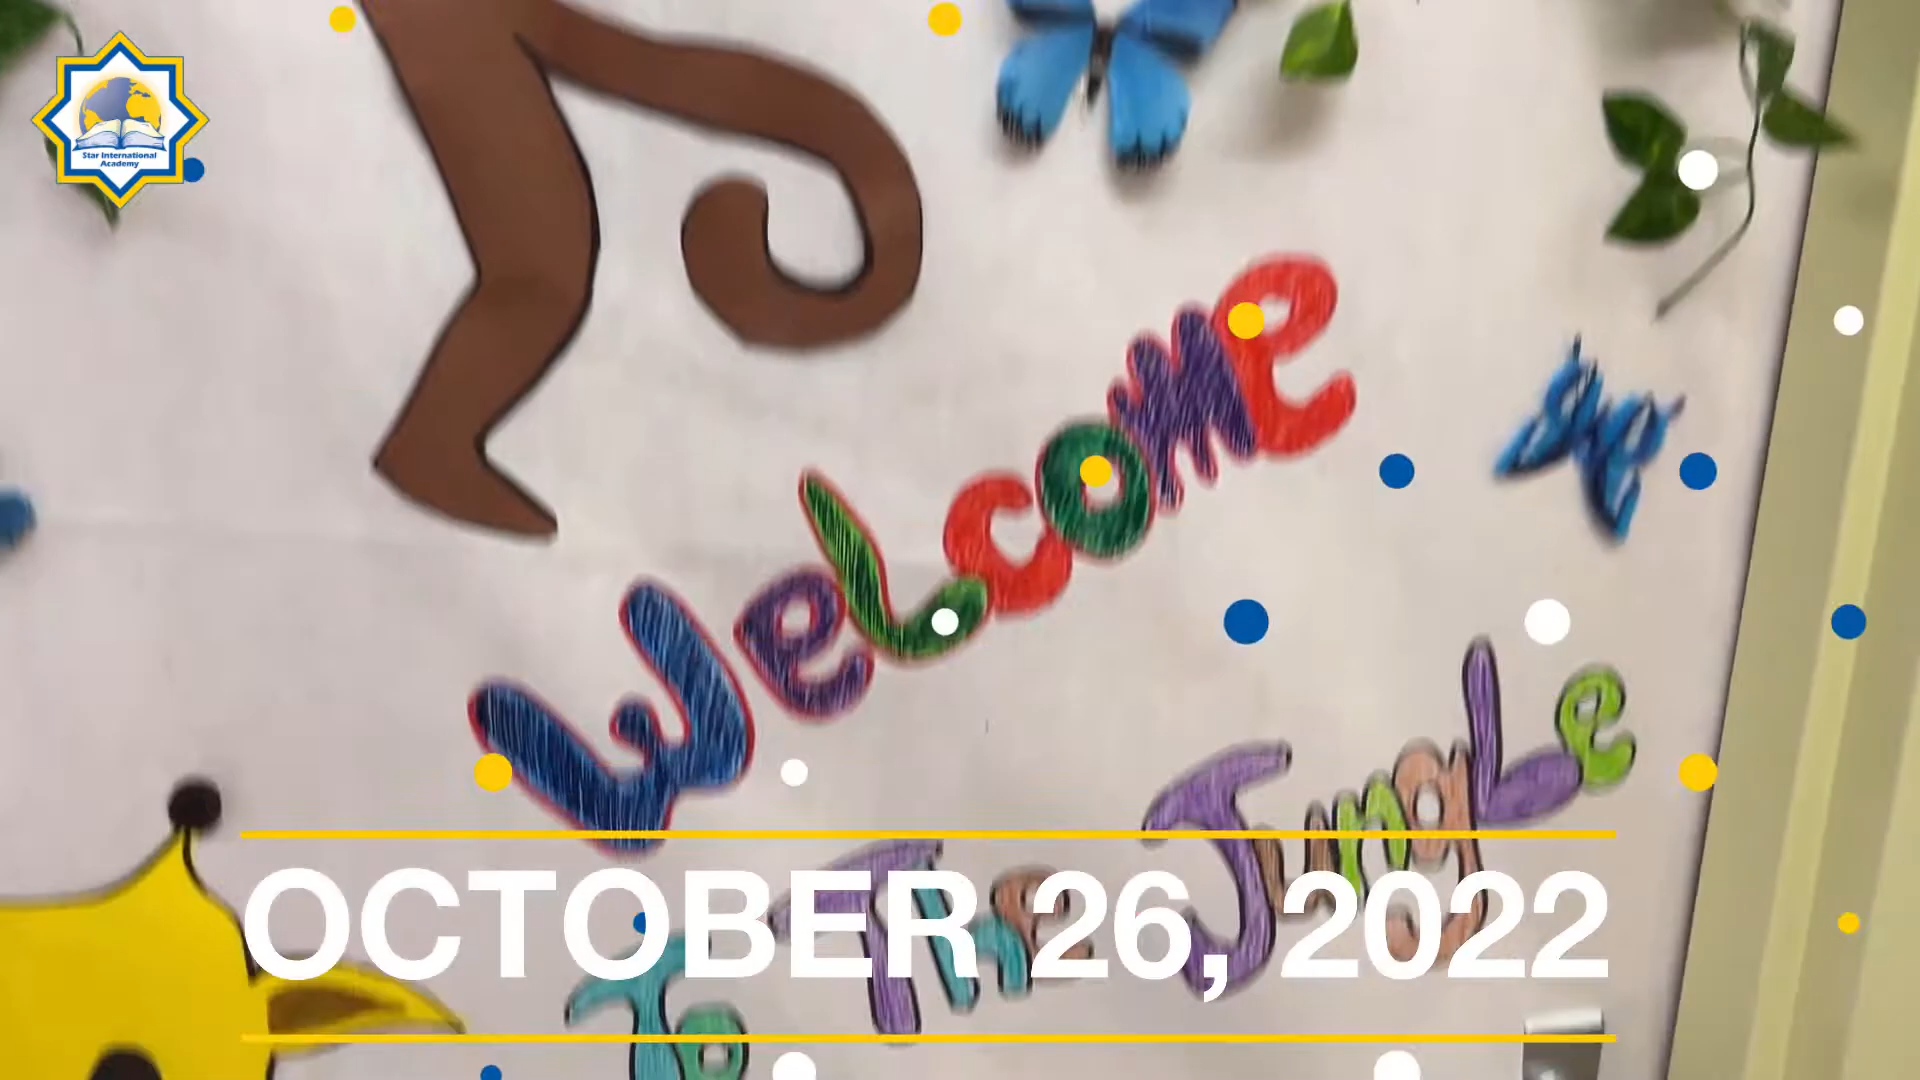 Star International
Academy
Welcome
To The Jungle
OCTOBER 26, 2022